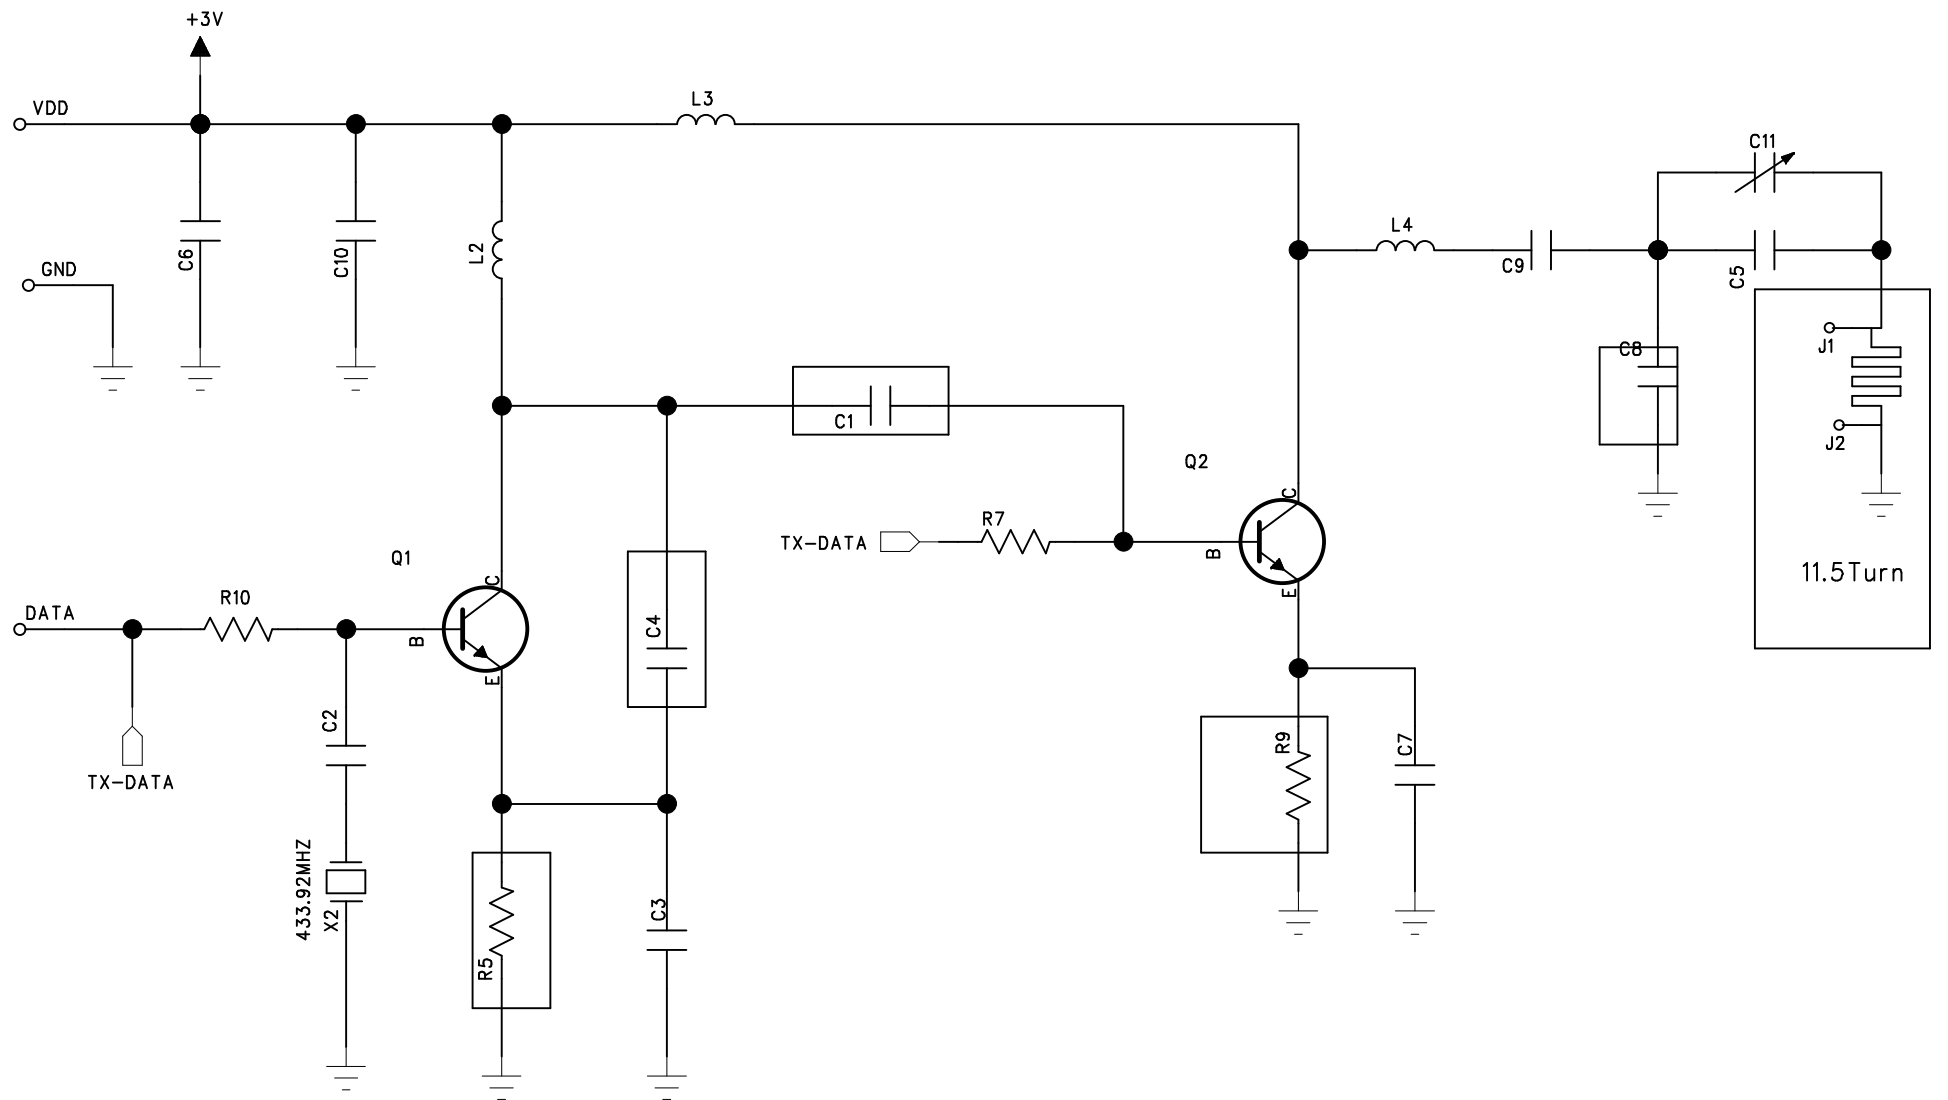 +3V
VDD
L3
C11
L4
L2
C6
C10
C9
C5
GND
J1
C8
C1
J2
Q2
C
R7
TX-DATA
B
E
Q1
C
11.5Turn
R10
DATA
B
C4
E
C2
R9
C7
TX-DATA
433.92MHZ
X2
C3
R5